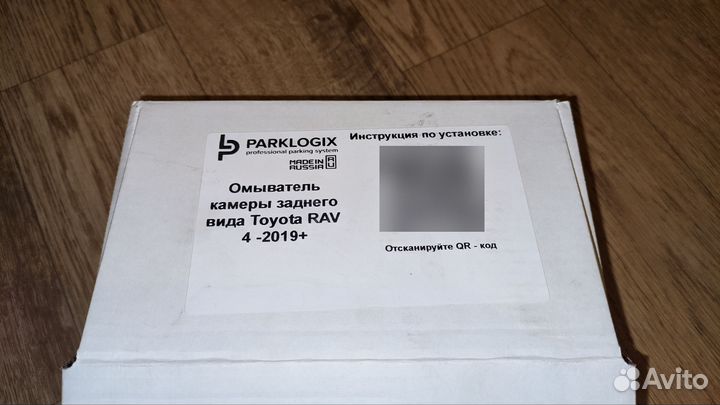 PARKLOGIX
professional parking system
MADE IN
RUSSIA
RU
Омыватель
камеры заднего
вида Toyota RAV
4 -2019+
Инструкция по установке:
Отсканируйте QR - код
Avito